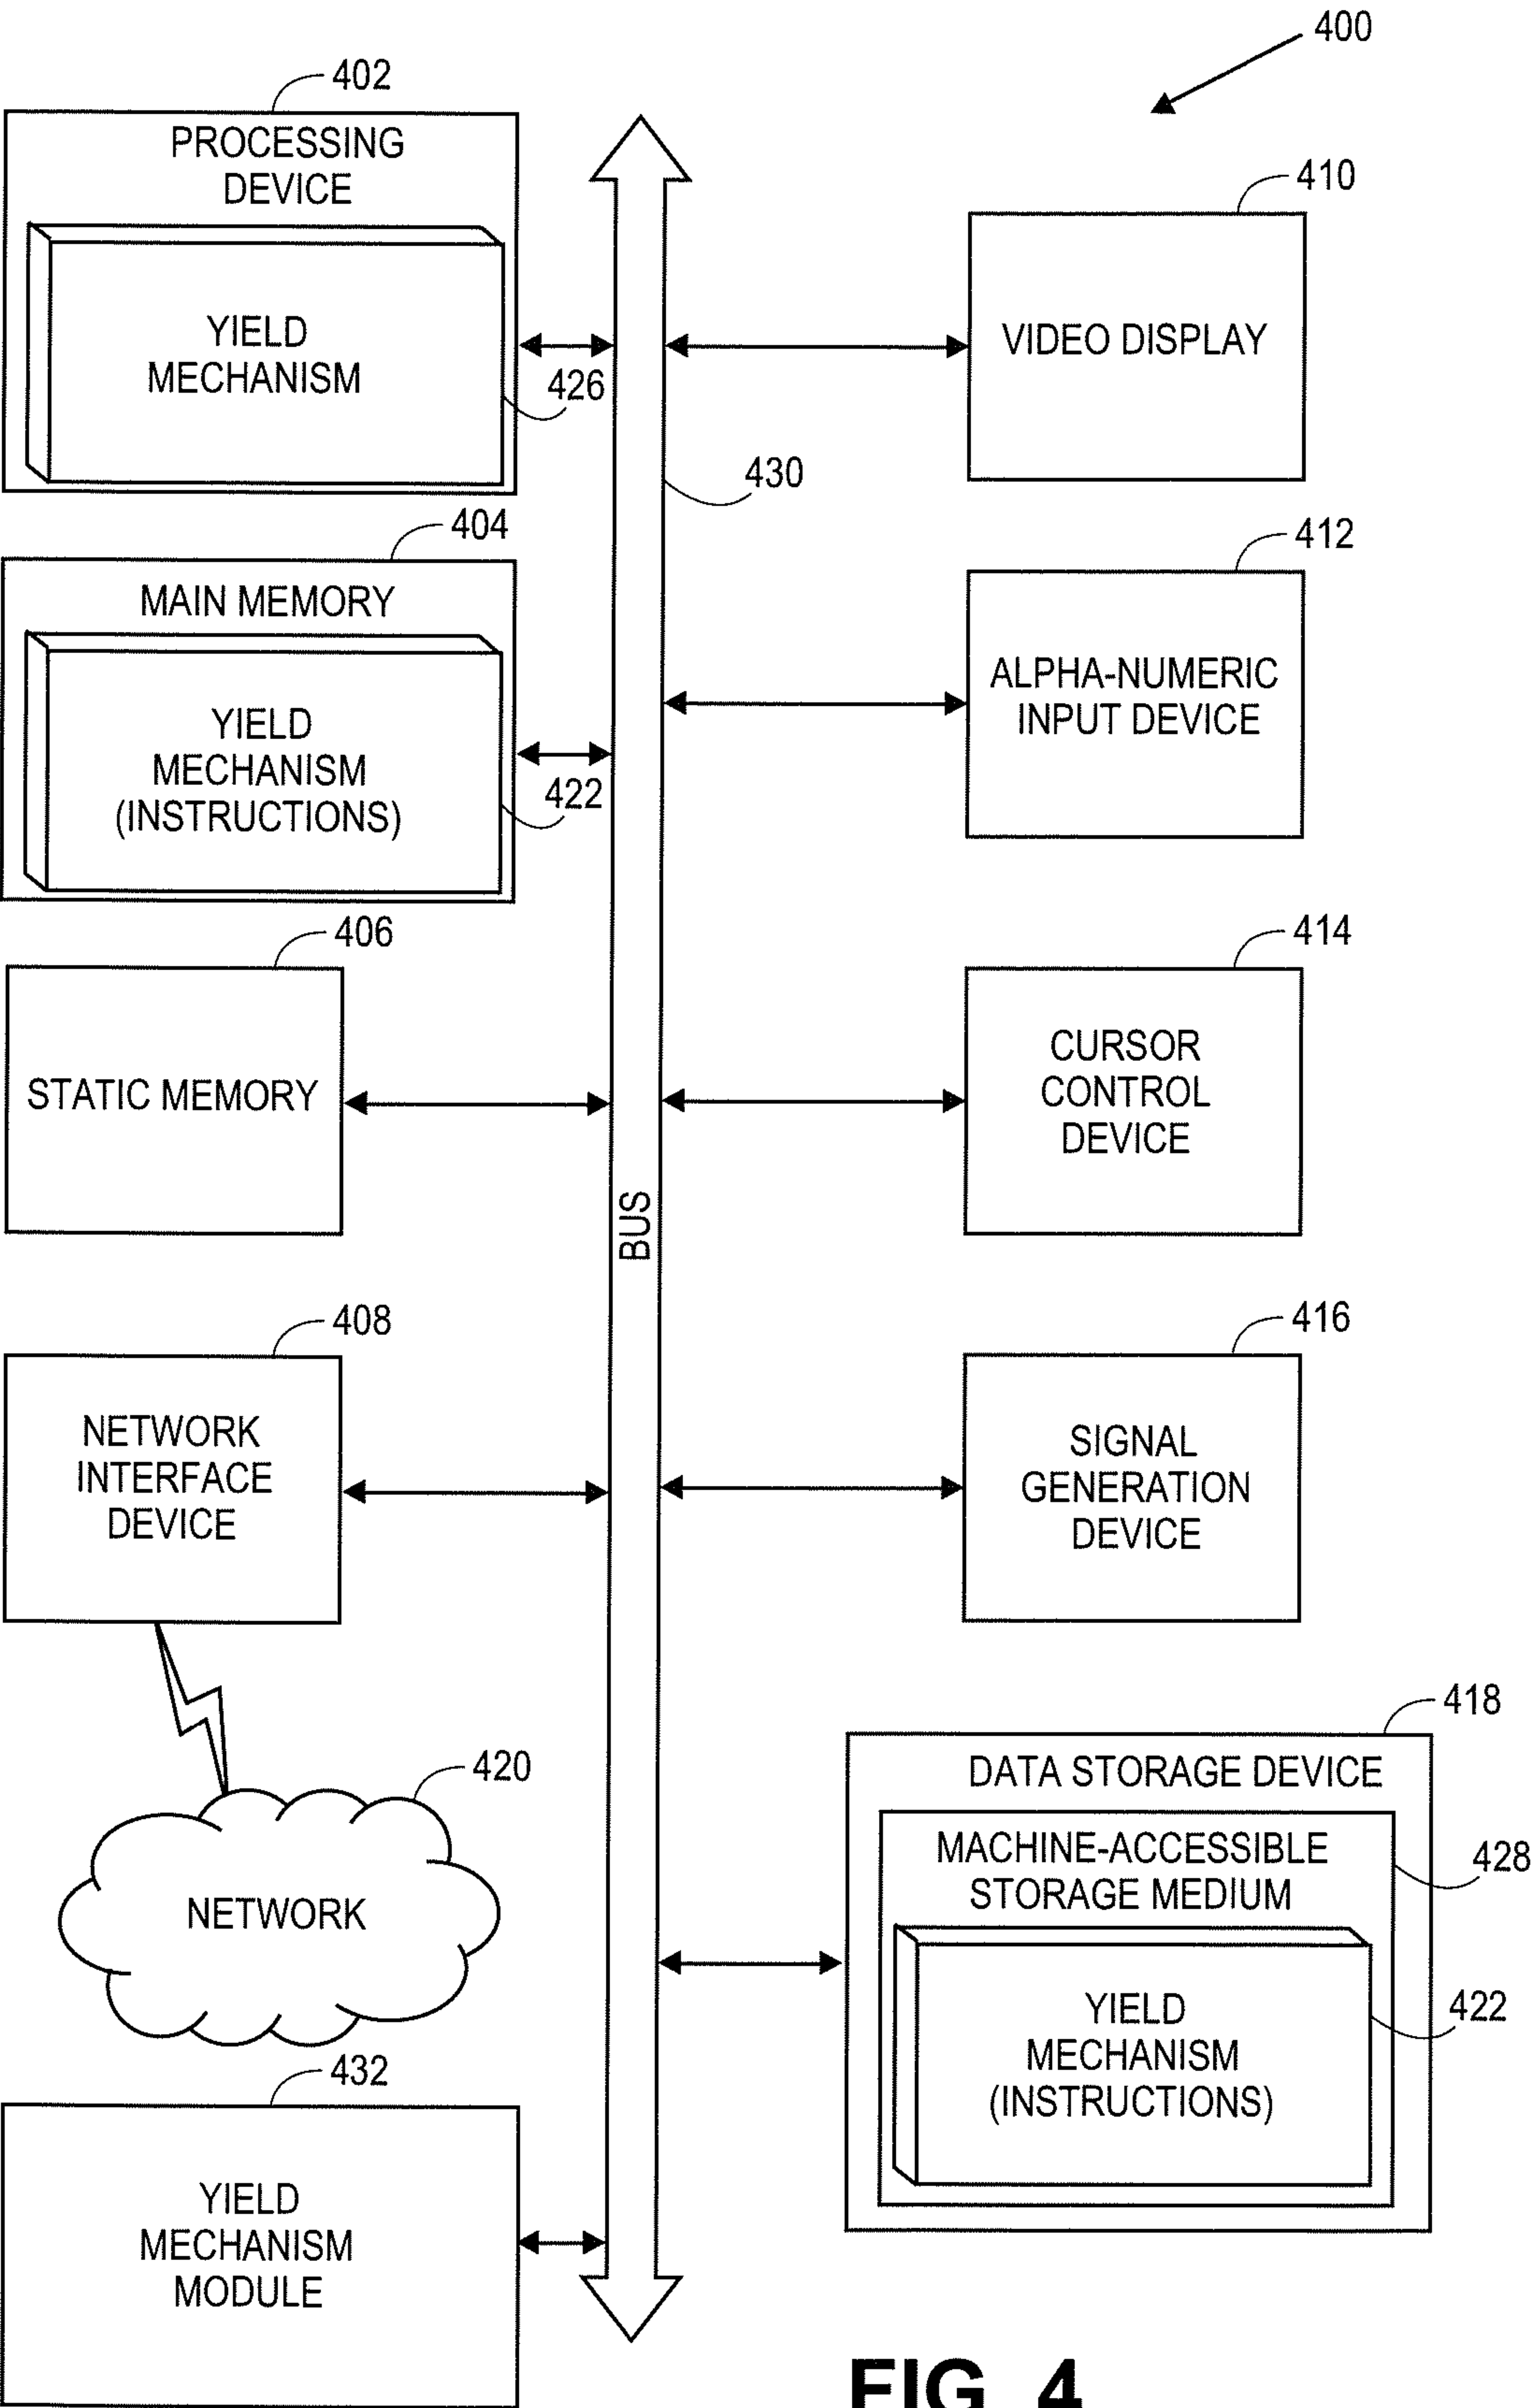 400
402
PROCESSING
DEVICE
YIELD
MECHANISM
426
404
MAIN MEMORY
YIELD
MECHANISM
(INSTRUCTIONS)
422
406
STATIC MEMORY
408
NETWORK
INTERFACE
DEVICE
420
NETWORK
432
YIELD
MECHANISM
MODULE
430
BUS
410
VIDEO DISPLAY
412
ALPHA-NUMERIC
INPUT DEVICE
414
CURSOR
CONTROL
DEVICE
416
SIGNAL
GENERATION
DEVICE
418
DATA STORAGE DEVICE
MACHINE-ACCESSIBLE
STORAGE MEDIUM
428
YIELD
MECHANISM
(INSTRUCTIONS)
422
FIG. 4